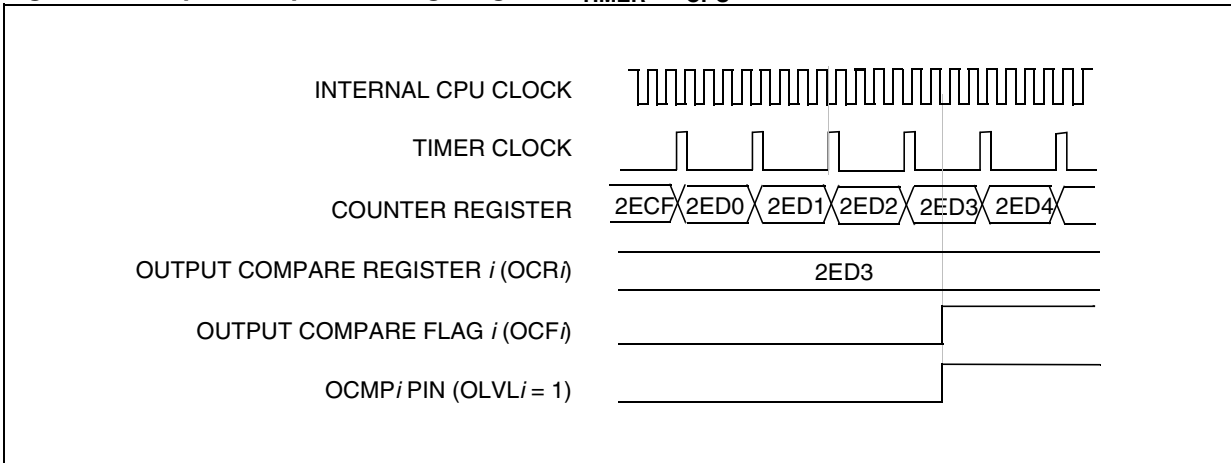 INTERNAL CPU CLOCK
TIMER CLOCK
COUNTER REGISTER 2ECF 2ED0 2ED1 2ED2 2ED3 2ED4
OUTPUT COMPARE REGISTER i (OCRi) 2ED3
OUTPUT COMPARE FLAG i (OCFi)
OCMPi PIN (OLVLi = 1)